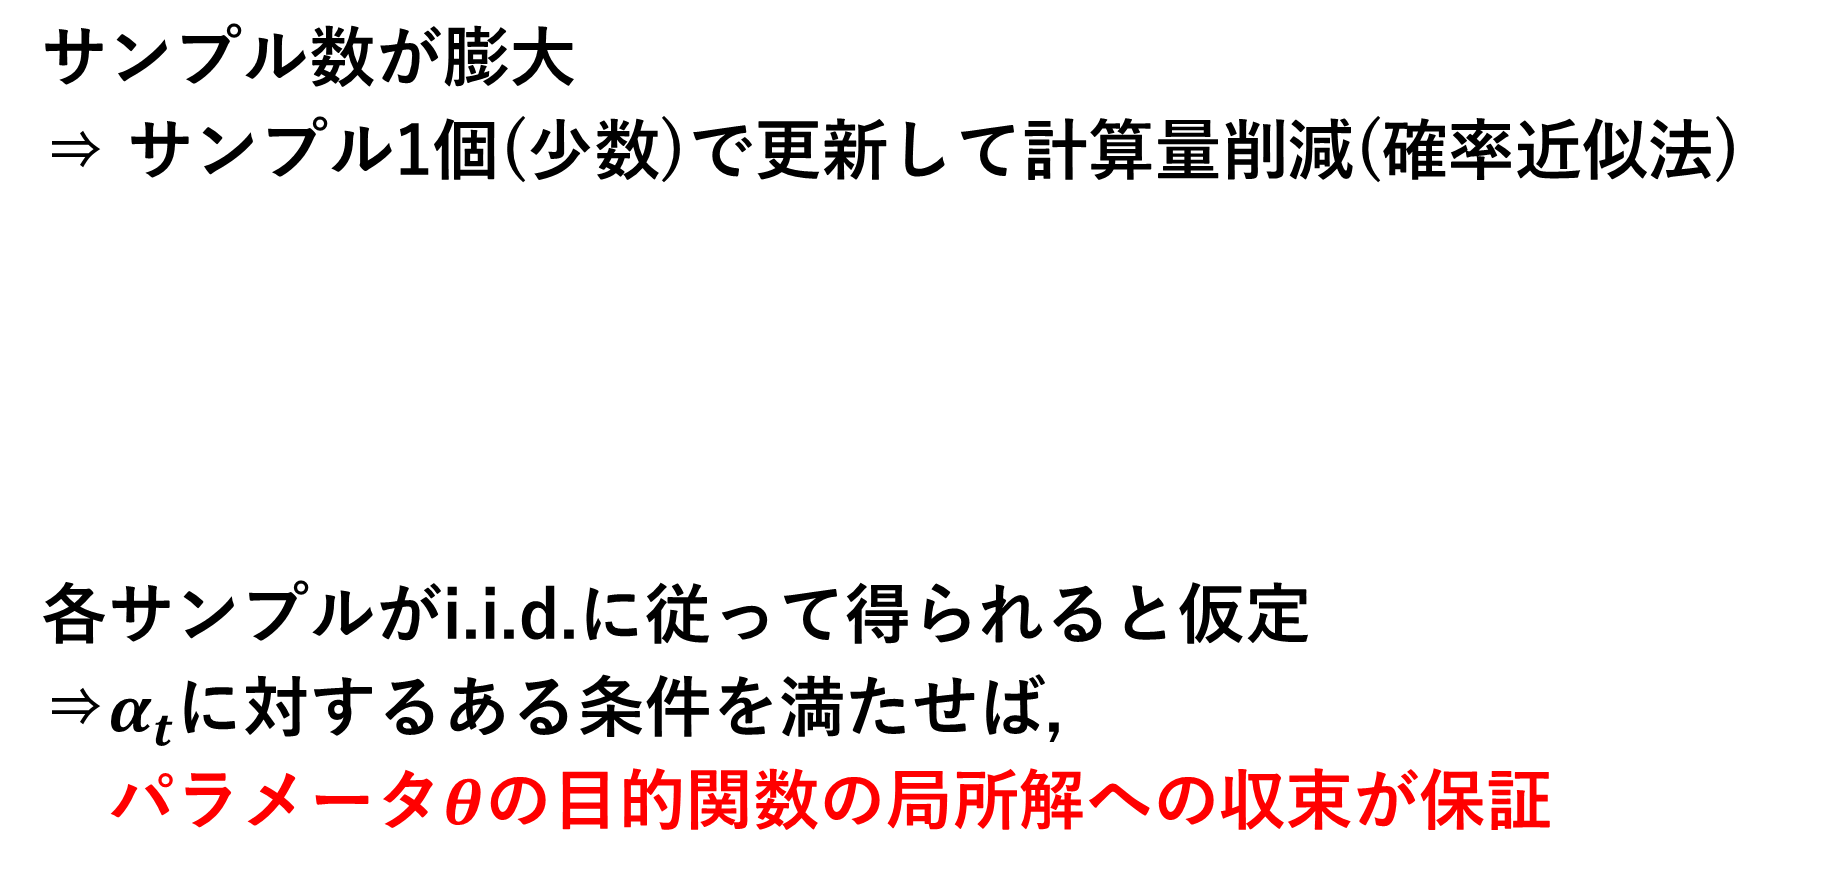 サンプル数が膨大
⇒ サンプル1個(少数)で更新して計算量削減(確率近似法)
各サンプルがi.i.d.に従って得られると仮定
⇒αtに対するある条件を満たせば,
パラメータθの目的関数の局所解への収束が保証